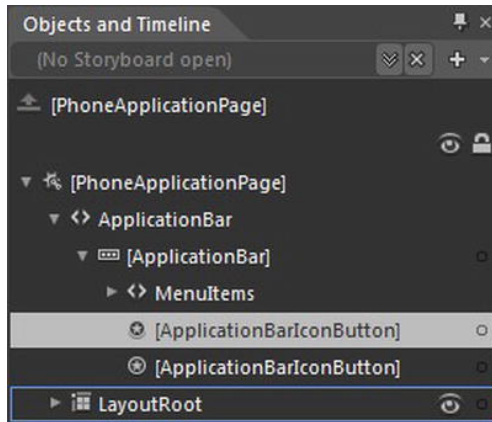 Objects and Timeline
(No Storyboard open)
[PhoneApplicationPage]
[PhoneApplicationPage]
ApplicationBar
[ApplicationBar]
MenuItems
[ApplicationBarIconButton]
[ApplicationBarIconButton]
LayoutRoot